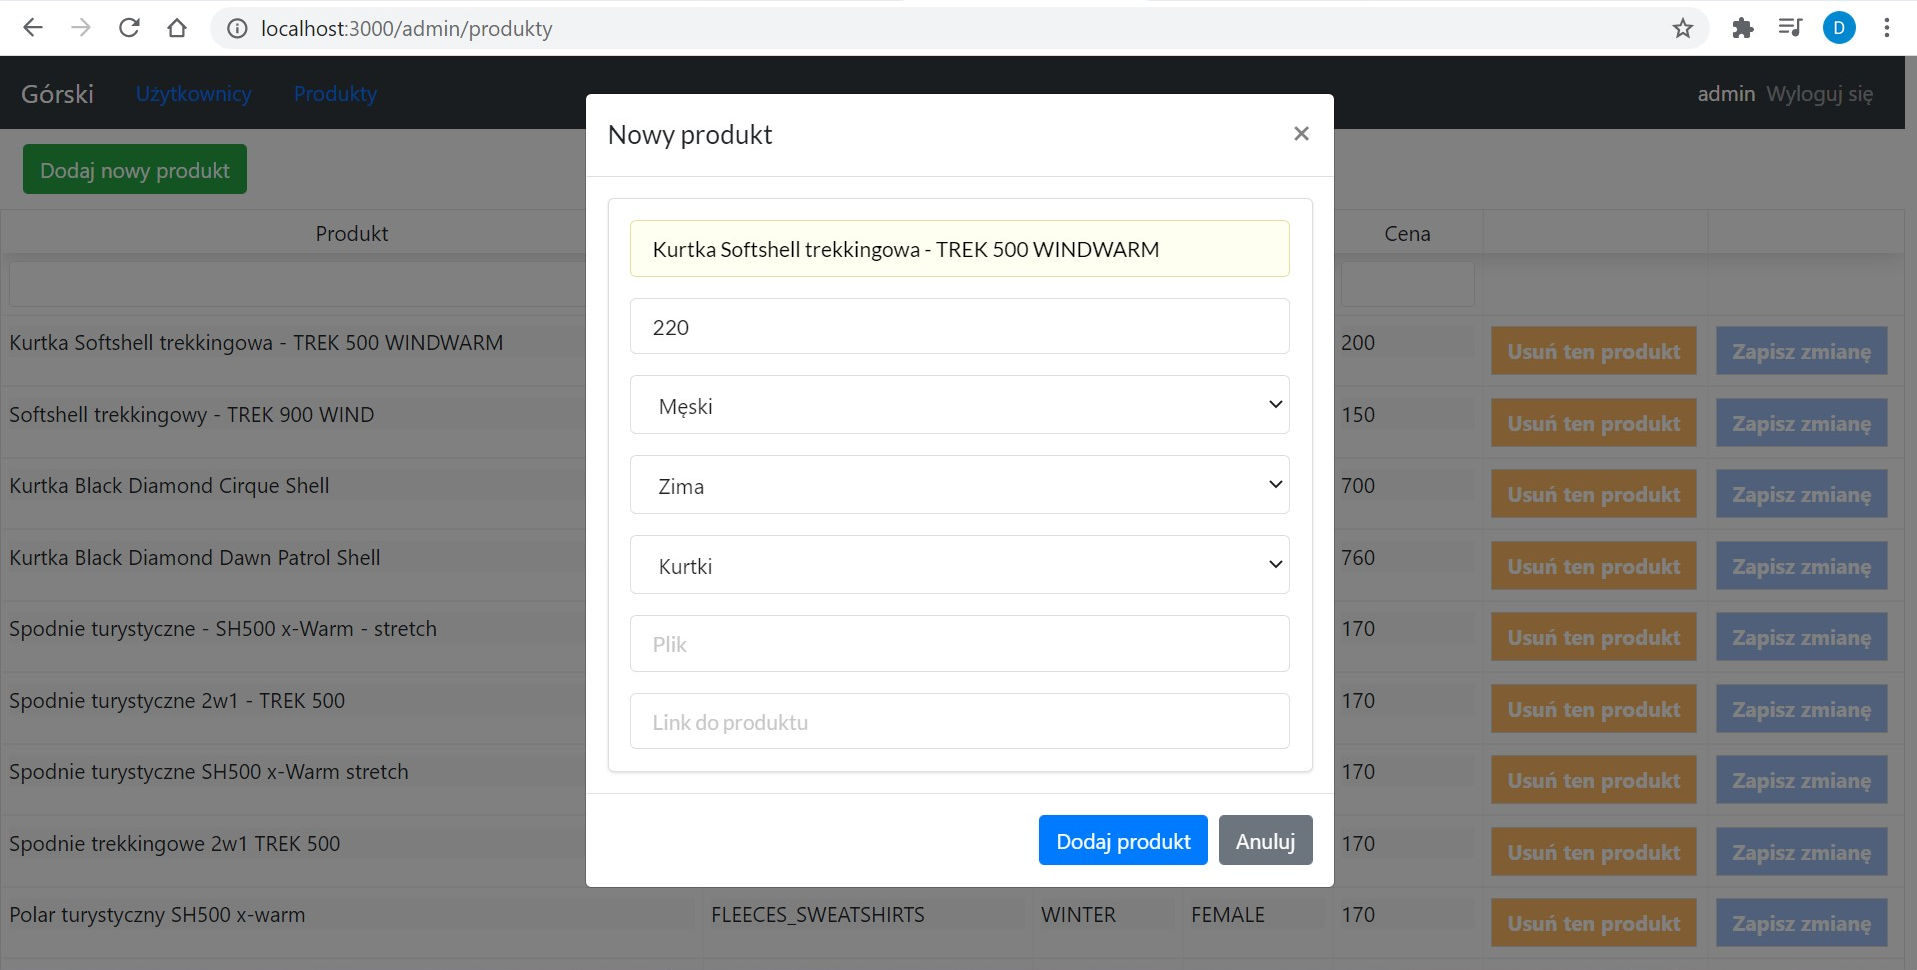 localhost:3000/admin/produkty
D
Górski Użytkownicy Produkty admin Wyloguj się
Dodaj nowy produkt
Nowy produkt ×
Kurtka Softshell trekkingowa - TREK 500 WINDWARM
220
Męski
Zima
Kurtki
Plik
Link do produktu
Dodaj produkt Anuluj
Produkt Cena
Kurtka Softshell trekkingowa - TREK 500 WINDWARM 200 Usuń ten produkt Zapisz zmianę
Softshell trekkingowy - TREK 900 WIND 150 Usuń ten produkt Zapisz zmianę
Kurtka Black Diamond Cirque Shell 700 Usuń ten produkt Zapisz zmianę
Kurtka Black Diamond Dawn Patrol Shell 760 Usuń ten produkt Zapisz zmianę
Spodnie turystyczne - SH500 x-Warm - stretch 170 Usuń ten produkt Zapisz zmianę
Spodnie turystyczne 2w1 - TREK 500 170 Usuń ten produkt Zapisz zmianę
Spodnie turystyczne SH500 x-Warm stretch 170 Usuń ten produkt Zapisz zmianę
Spodnie trekkingowe 2w1 TREK 500 170 Usuń ten produkt Zapisz zmianę
Polar turystyczny SH500 x-warm FLEECES_SWEATSHIRTS WINTER FEMALE 170 Usuń ten produkt Zapisz zmianę